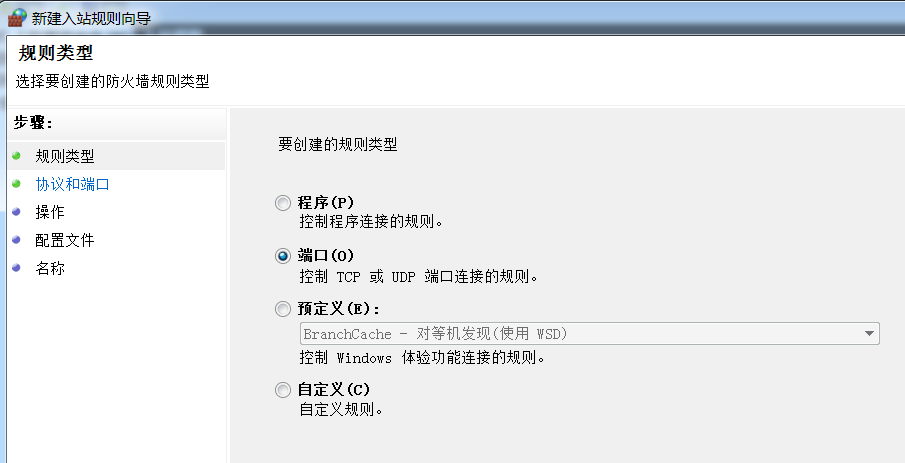 新建入站规则向导
规则类型
选择要创建的防火墙规则类型
步骤:
规则类型
协议和端口
操作
配置文件
名称
要创建的规则类型
程序(P)
控制程序连接的规则。
端口(O)
控制 TCP 或 UDP 端口连接的规则。
预定义(E):
BranchCache - 对等机发现(使用 WSD)
控制 Windows 体验功能连接的规则。
自定义(C)
自定义规则。